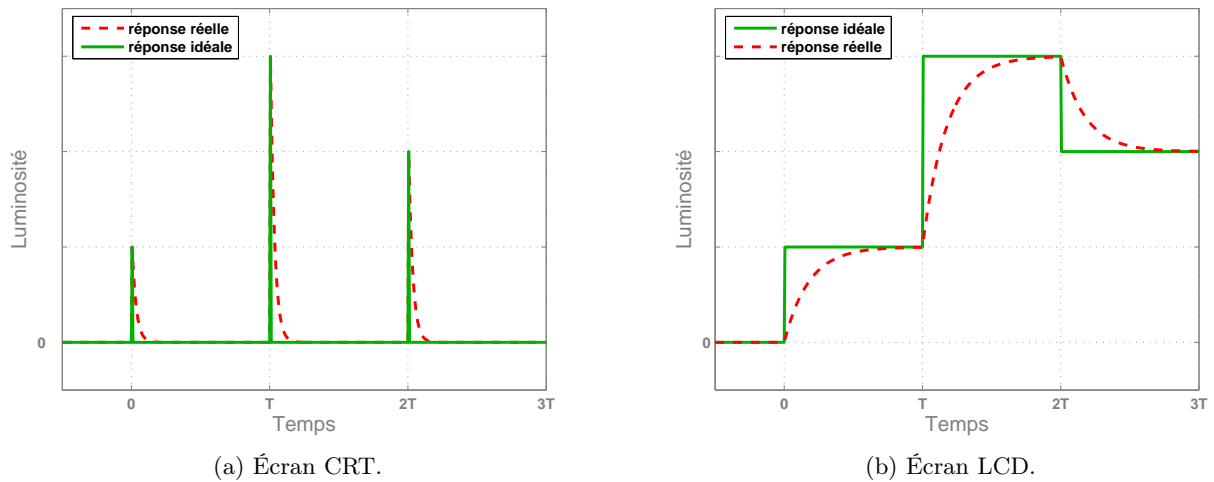 réponse réelle
réponse idéale
Luminosité
0
0 T 2T 3T
Temps
(a) Écran CRT.
réponse idéale
réponse réelle
Luminosité
0
0 T 2T 3T
Temps
(b) Écran LCD.